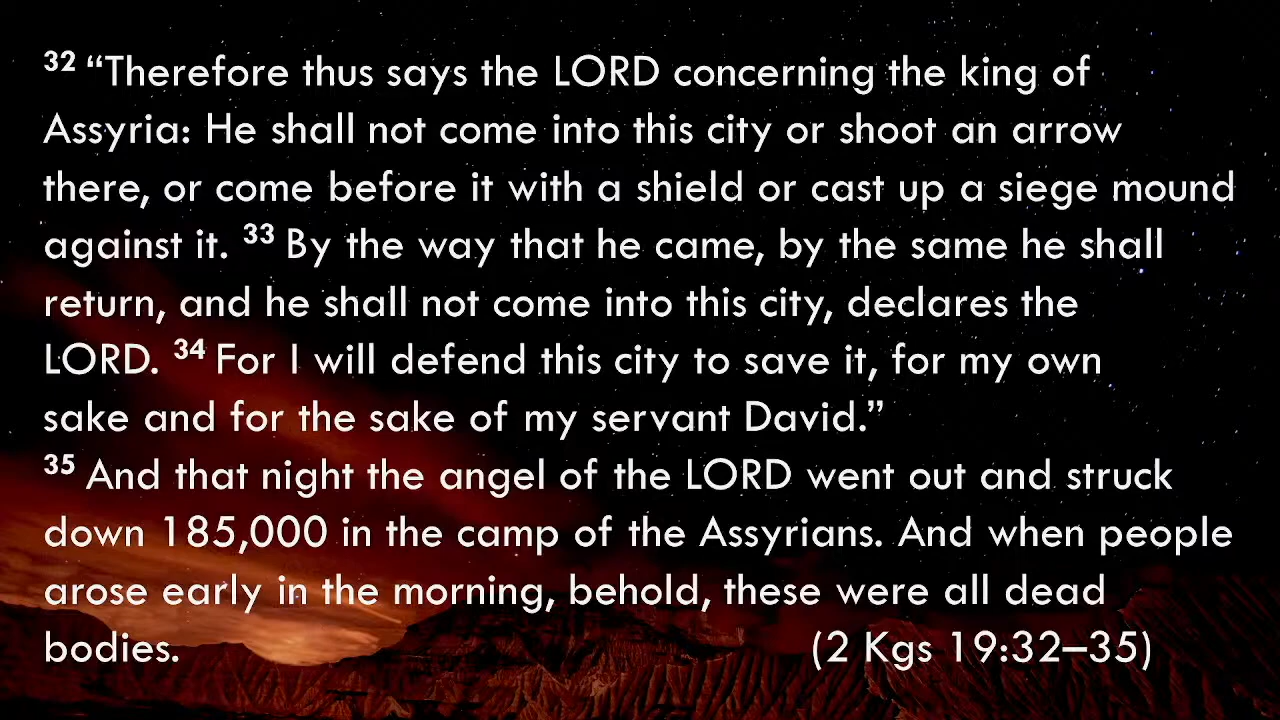 32 “Therefore thus says the LORD concerning the king of
Assyria: He shall not come into this city or shoot an arrow
there, or come before it with a shield or cast up a siege mound
against it. 33 By the way that he came, by the same he shall
return, and he shall not come into this city, declares the
LORD. 34 For I will defend this city to save it, for my own
sake and for the sake of my servant David.”
35 And that night the angel of the LORD went out and struck
down 185,000 in the camp of the Assyrians. And when people
arose early in the morning, behold, these were all dead
bodies. (2 Kgs 19:32–35)